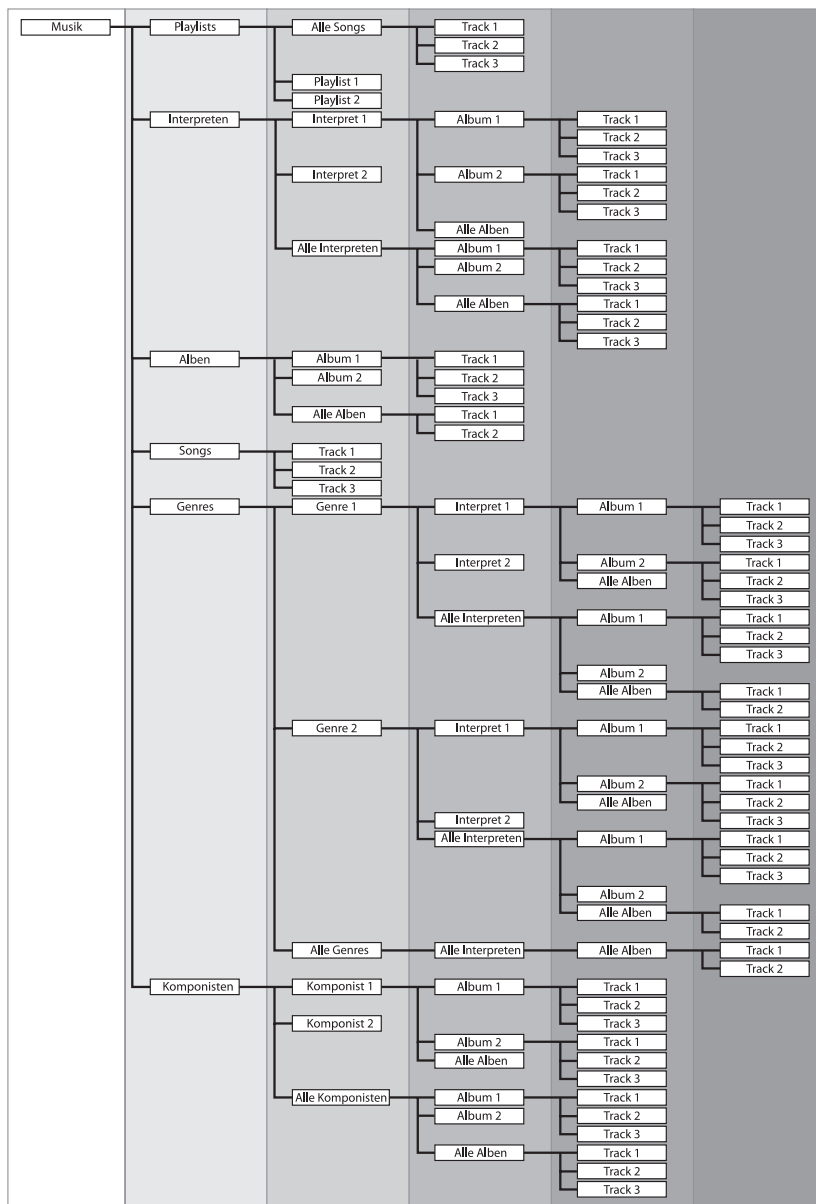 Musik Playlists Alle Songs Track 1
Track 2
Track 3
Playlist 1
Playlist 2
Interpreten Interpret 1 Album 1 Track 1
Track 2
Track 3
Interpret 2 Album 2 Track 1
Track 2
Track 3
Alle Alben
Alle Interpreten Album 1 Track 1
Album 2 Track 2
Track 3
Alle Alben Track 1
Track 2
Track 3
Alben Album 1 Track 1
Album 2 Track 2
Track 3
Alle Alben Track 1
Track 2
Songs Track 1
Track 2
Track 3
Genres Genre 1 Interpret 1 Album 1 Track 1
Track 2
Track 3
Interpret 2 Album 2 Track 1
Alle Alben Track 2
Track 3
Alle Interpreten Album 1 Track 1
Track 2
Track 3
Album 2
Alle Alben Track 1
Track 2
Genre 2 Interpret 1 Album 1 Track 1
Track 2
Track 3
Album 2 Track 1
Alle Alben Track 2
Interpret 2 Track 3
Alle Interpreten Album 1 Track 1
Track 2
Track 3
Album 2
Alle Alben Track 1
Track 2
Alle Genres Alle Interpreten Alle Alben Track 1
Track 2
Komponisten Komponist 1 Album 1 Track 1
Track 2
Komponist 2 Track 3
Album 2 Track 1
Alle Alben Track 2
Track 3
Alle Komponisten Album 1 Track 1
Album 2 Track 2
Track 3
Alle Alben Track 1
Track 2
Track 3